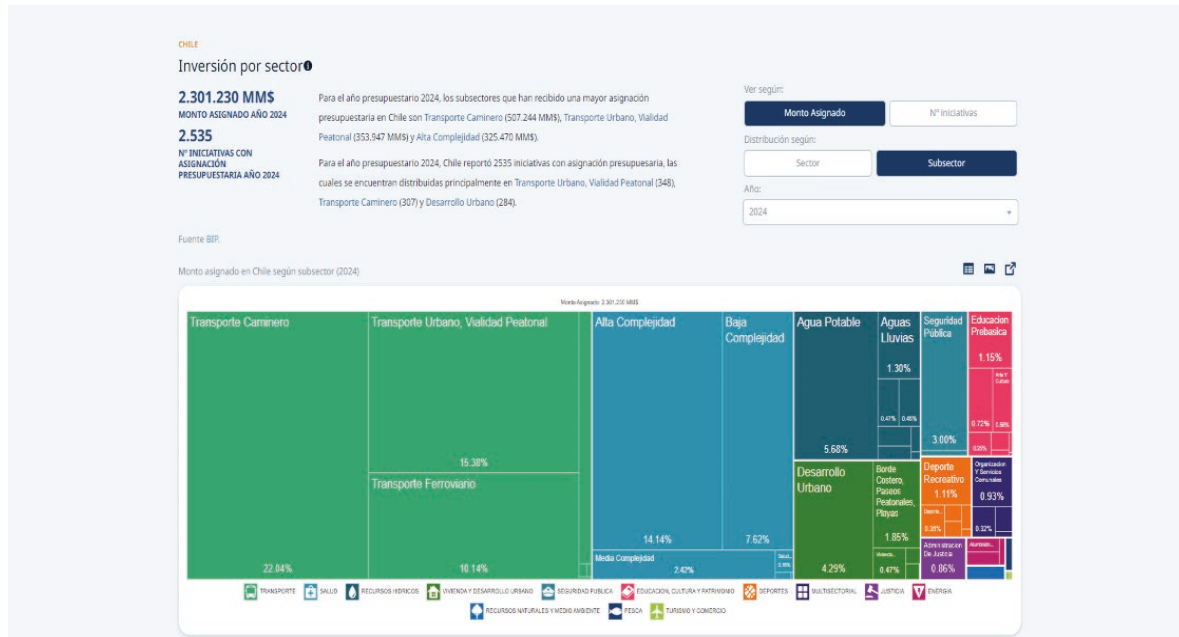 CHILE
Inversión por sector
2.301.230 MM$
MONTO ASIGNADO AÑO 2024
2.535
Nº INICIATIVAS CON
ASIGNACIÓN
PRESUPUESTARIA AÑO 2024
Para el año presupuestario 2024, los subsectores que han recibido una mayor asignación
presupuestaria en Chile son Transporte Caminero (507.244 MM$), Transporte Urbano, Vialidad
Peatonal (353.947 MM$) y Alta Complejidad (325.470 MM$).
Para el año presupuestario 2024, Chile reportó 2535 iniciativas con asignación presupuesaria, las
cuales se encuentran distribuidas principalmente en Transporte Urbano, Vialidad Peatonal (348),
Transporte Caminero (307) y Desarrollo Urbano (284).
Ver según:
Monto Asignado
Nº iniciativas
Distribución según:
Sector
Subsector
Año:
2024
Fuente BIP.
Monto asignado en Chile según subsector (2024)
Monto Asignado: 2.301.230 MM$
Transporte Caminero
22.04%
Transporte Urbano, Vialidad Peatonal
15.38%
Transporte Ferroviario
10.14%
Alta Complejidad
14.14%
Baja
Complejidad
7.62%
Media Complejidad
2.42%
Agua Potable
5.68%
Aguas
Lluvias
1.30%
0.47%
Desarrollo
Urbano
4.29%
Borde
Costero,
Paseos
Peatonales,
Playas
1.85%
0.47%
Seguridad
Pública
3.00%
Educacion
Prebasica
1.15%
Arte Y
Cultura
0.72%
Deporte
Recreativo
1.11%
Deporte...
Organizacion
Y Servicios
Comunales
0.93%
0.32%
Administracion
De Justicia
0.86%
TRANSPORTE
SALUD
RECURSOS HIDRICOS
VIVIENDA Y DESARROLLO URBANO
SEGURIDAD PUBLICA
EDUCACION, CULTURA Y PATRIMONIO
DEPORTES
MULTISECTORIAL
JUSTICIA
ENERGIA
RECURSOS NATURALES Y MEDIO AMBIENTE
PESCA
TURISMO Y COMERCIO